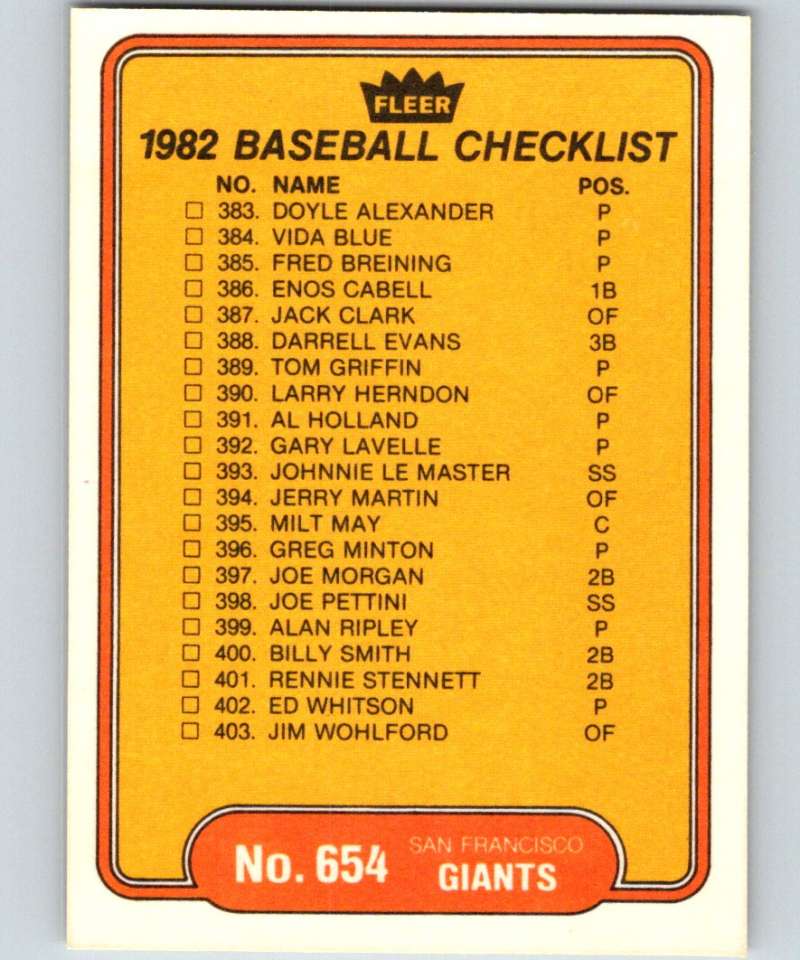 FLEER
1982 BASEBALL CHECKLIST
NO. NAME POS.
383. DOYLE ALEXANDER P
384. VIDA BLUE P
385. FRED BREINING P
386. ENOS CABELL 1B
387. JACK CLARK OF
388. DARRELL EVANS 3B
389. TOM GRIFFIN P
390. LARRY HERNDON OF
391. AL HOLLAND P
392. GARY LAVELLE P
393. JOHNNIE LE MASTER SS
394. JERRY MARTIN OF
395. MILT MAY C
396. GREG MINTON P
397. JOE MORGAN 2B
398. JOE PETTINI SS
399. ALAN RIPLEY P
400. BILLY SMITH 2B
401. RENNIE STENNETT 2B
402. ED WHITSON P
403. JIM WOHLFORD OF
No. 654 SAN FRANCISCO
GIANTS